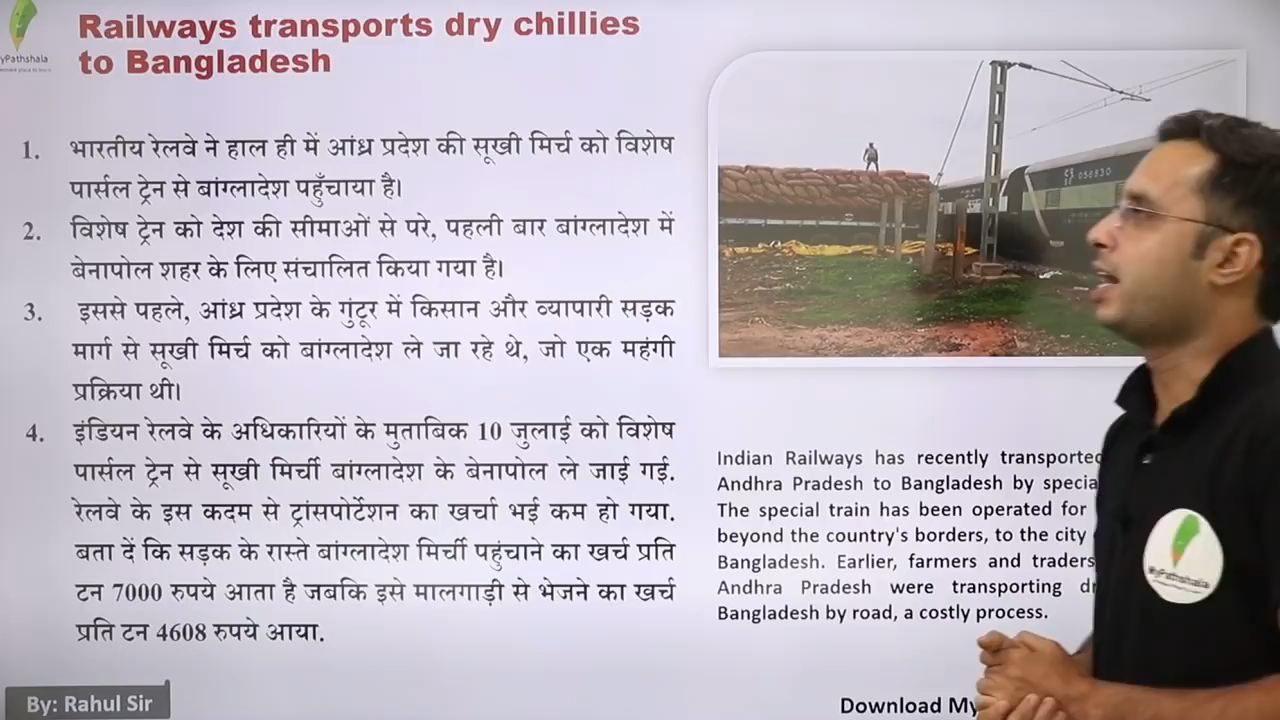 Railways transports dry chillies
to Bangladesh
yPathshala
1. भारतीय रेलवे ने हाल ही में आंध्र प्रदेश की सूखी मिर्च को विशेष
पार्सल ट्रेन से बांग्लादेश पहुँचाया है।
2. विशेष ट्रेन को देश की सीमाओं से परे, पहली बार बांग्लादेश में
बेनापोल शहर के लिए संचालित किया गया है।
3. इससे पहले, आंध्र प्रदेश के गुंटूर में किसान और व्यापारी सड़क
मार्ग से सूखी मिर्च को बांग्लादेश ले जा रहे थे, जो एक महंगी
प्रक्रिया थी।
4. इंडियन रेलवे के अधिकारियों के मुताबिक 10 जुलाई को विशेष
पार्सल ट्रेन से सूखी मिर्ची बांग्लादेश के बेनापोल ले जाई गई.
रेलवे के इस कदम से ट्रांसपोर्टेशन का खर्चा भई कम हो गया.
बता दें कि सड़क के रास्ते बांग्लादेश मिर्ची पहुंचाने का खर्च प्रति
टन 7000 रुपये आता है जबकि इसे मालगाड़ी से भेजने का खर्च
प्रति टन 4608 रुपये आया.
056830
Indian Railways has recently transported
Andhra Pradesh to Bangladesh by specia
The special train has been operated for
beyond the country's borders, to the city
Bangladesh. Earlier, farmers and traders
Andhra Pradesh were transporting d
Bangladesh by road, a costly process.
MyPathshala
By: Rahul Sir
Download My